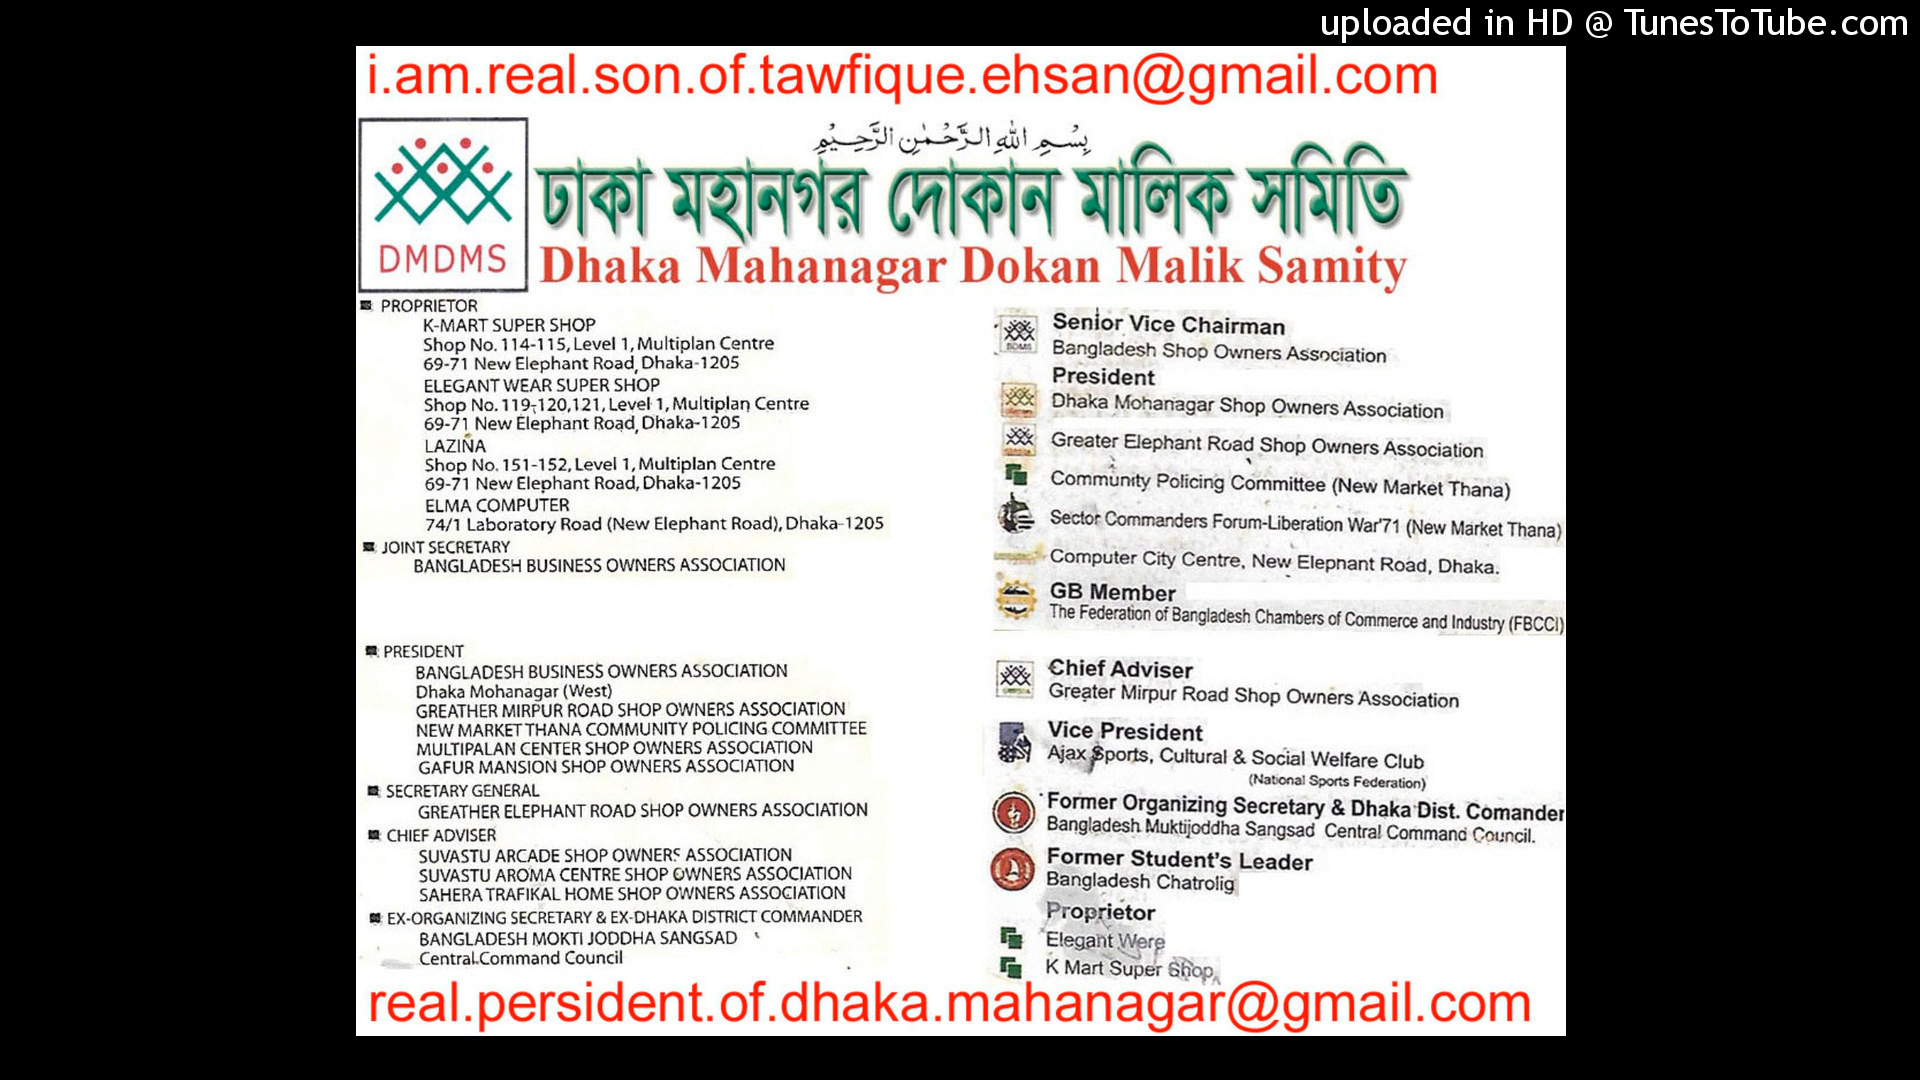 uploaded in HD @ TunesToTube.com
i.am.real.son.of.tawfique.ehsan@gmail.com
بِسْمِ اللهِ الرَّحْمٰنِ الرَّحِيْمِ
ঢাকা মহানগর দোকান মালিক সমিতি
DMDMS
Dhaka Mahanagar Dokan Malik Samity
PROPRIETOR
K-MART SUPER SHOP
Shop No. 114-115, Level 1, Multiplan Centre
69-71 New Elephant Road, Dhaka-1205
ELEGANT WEAR SUPER SHOP
Shop No. 119-120,121, Level 1, Multiplan Centre
69-71 New Elephant Road, Dhaka-1205
LAZINA
Shop No. 151-152, Level 1, Multiplan Centre
69-71 New Elephant Road, Dhaka-1205
ELMA COMPUTER
74/1 Laboratory Road (New Elephant Road), Dhaka-1205
JOINT SECRETARY
BANGLADESH BUSINESS OWNERS ASSOCIATION
PRESIDENT
BANGLADESH BUSINESS OWNERS ASSOCIATION
Dhaka Mohanagar (West)
GREATHER MIRPUR ROAD SHOP OWNERS ASSOCIATION
NEW MARKET THANA COMMUNITY POLICING COMMITTEE
MULTIPALAN CENTER SHOP OWNERS ASSOCIATION
GAFUR MANSION SHOP OWNERS ASSOCIATION
SECRETARY GENERAL
GREATHER ELEPHANT ROAD SHOP OWNERS ASSOCIATION
CHIEF ADVISER
SUVASTU ARCADE SHOP OWNERS ASSOCIATION
SUVASTU AROMA CENTRE SHOP OWNERS ASSOCIATION
SAHERA TRAFIKAL HOME SHOP OWNERS ASSOCIATION
EX-ORGANIZING SECRETARY & EX-DHAKA DISTRICT COMMANDER
BANGLADESH MOKTI JODDHA SANGSAD
Central Command Council
Senior Vice Chairman
Bangladesh Shop Owners Association
President
Dhaka Mohanagar Shop Owners Association
Greater Elephant Road Shop Owners Association
Community Policing Committee (New Market Thana)
Sector Commanders Forum-Liberation War'71 (New Market Thana)
Computer City Centre, New Elephant Road, Dhaka.
GB Member
The Federation of Bangladesh Chambers of Commerce and Industry (FBCCI)
Chief Adviser
Greater Mirpur Road Shop Owners Association
Vice President
Ajax Sports, Cultural & Social Welfare Club
(National Sports Federation)
Former Organizing Secretary & Dhaka Dist. Comander
Bangladesh Muktijoddha Sangsad Central Command Council.
Former Student's Leader
Bangladesh Chatrolig
Proprietor
Elegant Were
K Mart Super Shop
real.persident.of.dhaka.mahanagar@gmail.com